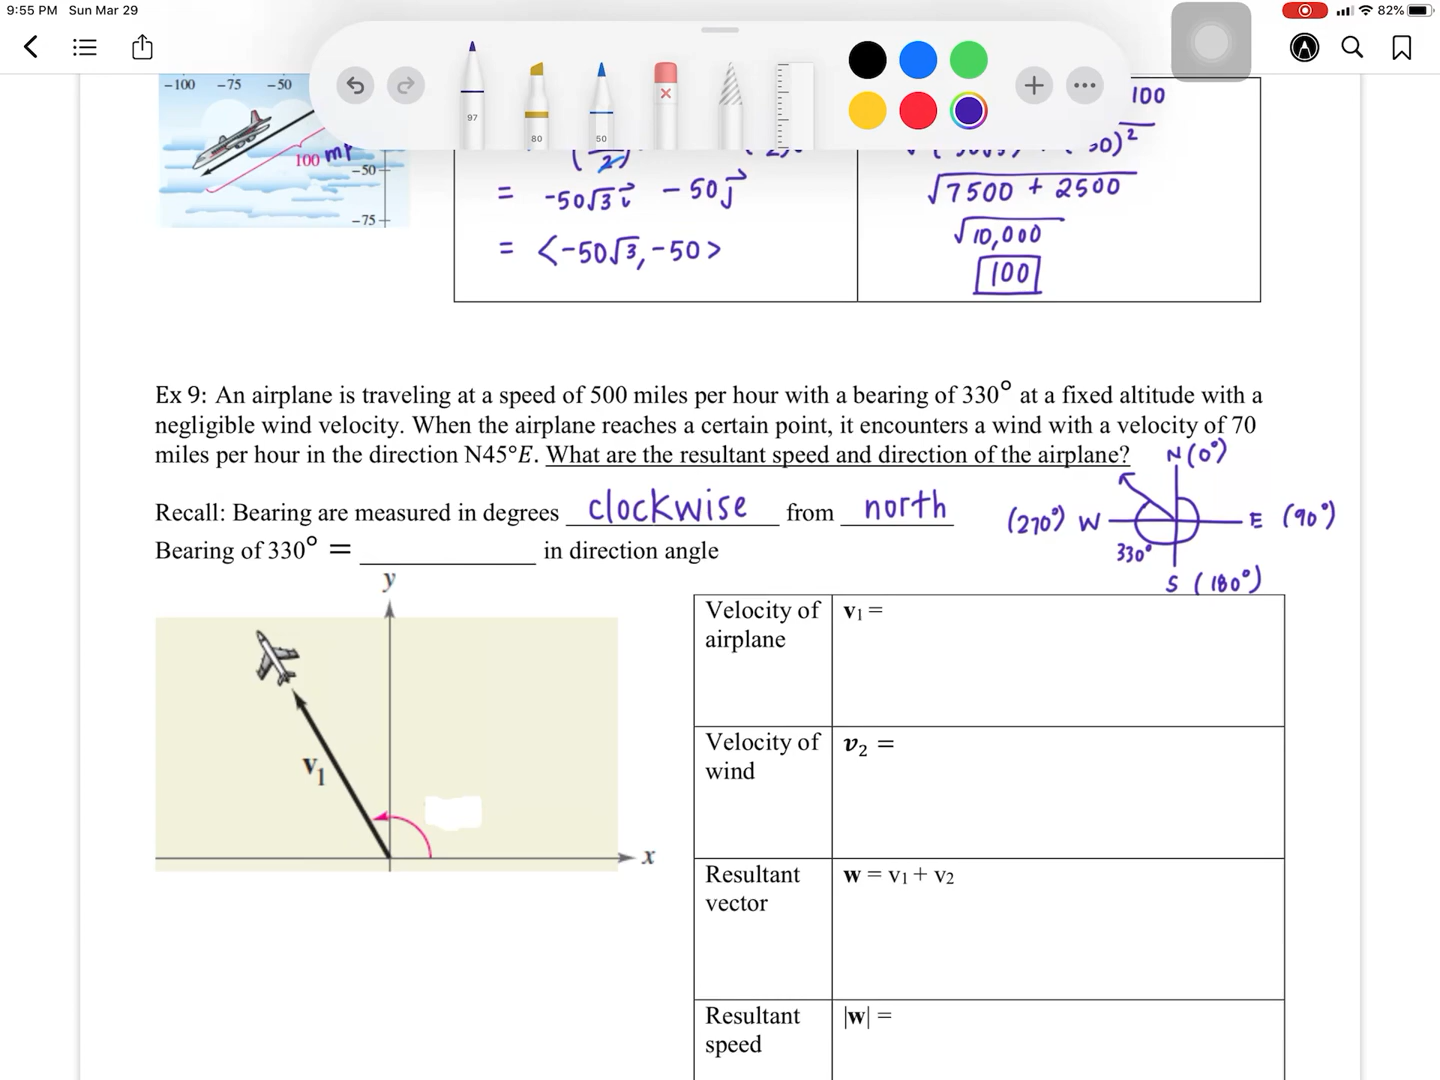 9:55 PM Sun Mar 29
82%
97
80
50
-100 -75 -50
100
-50
-75
= -50√3 i - 50 j
= <-50√3, -50>
100
√7500 + 2500
√10,000
100
Ex 9: An airplane is traveling at a speed of 500 miles per hour with a bearing of 330° at a fixed altitude with a
negligible wind velocity. When the airplane reaches a certain point, it encounters a wind with a velocity of 70
miles per hour in the direction N45°E. What are the resultant speed and direction of the airplane?
Recall: Bearing are measured in degrees clockwise from north
Bearing of 330° = ____________ in direction angle
N (0°)
(270°) W E (90°)
330°
S (180°)
y
v1
x
Velocity of airplane v1 =
Velocity of wind v2 =
Resultant vector w = v1 + v2
Resultant speed |w| =